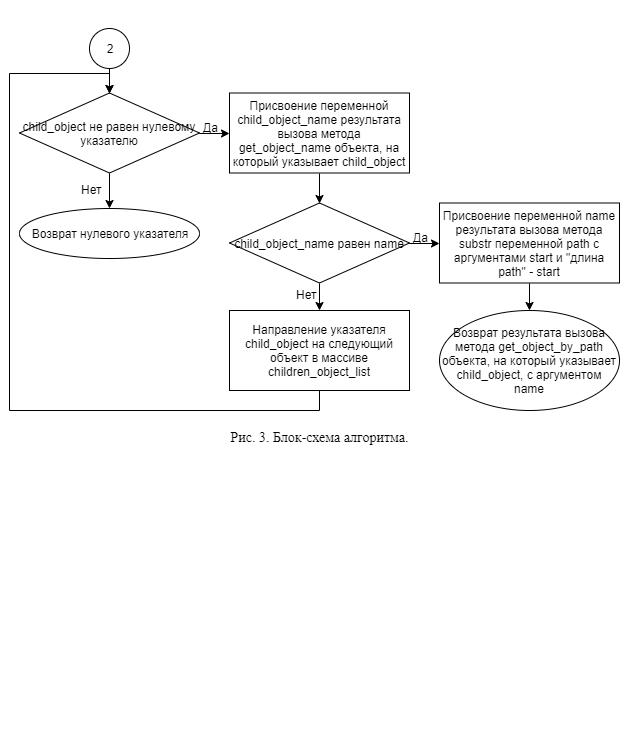 2
child_object не равен нулевому
указателю
Да
Присвоение переменной
child_object_name результата
вызова метода
get_object_name объекта, на
который указывает child_object
Нет
Возврат нулевого указателя
child_object_name равен name
Да
Присвоение переменной name
результата вызова метода
substr переменной path с
аргументами start и "длина
path" - start
Нет
Направление указателя
child_object на следующий
объект в массиве
children_object_list
Возврат результата вызова
метода get_object_by_path
объекта, на который указывает
child_object, с аргументом
name
Рис. 3. Блок-схема алгоритма.